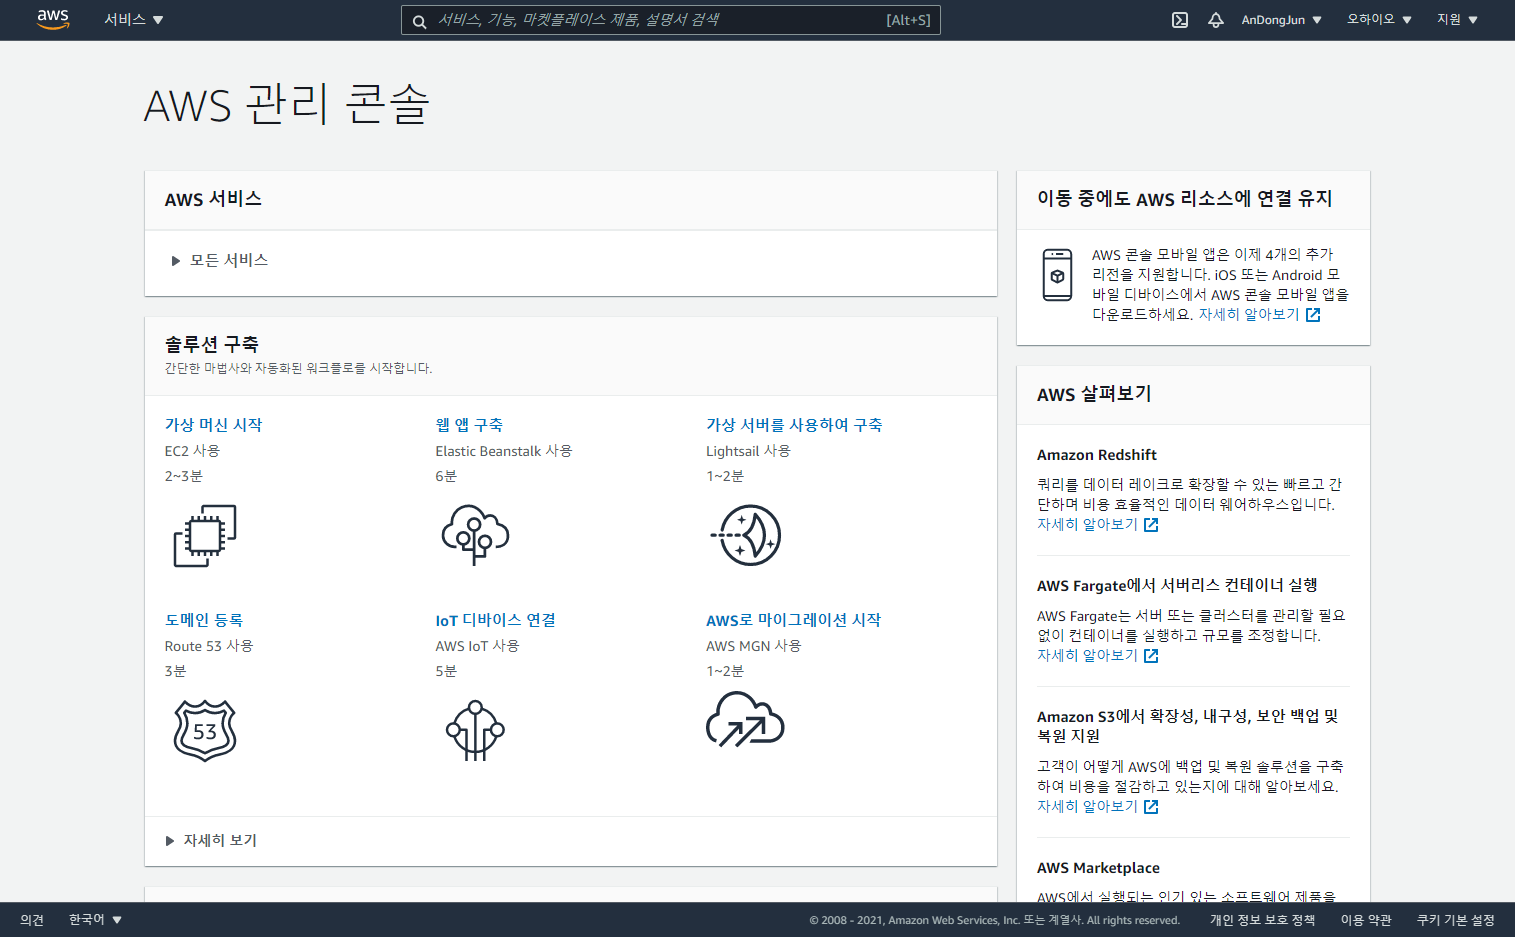 aws
서비스
서비스, 기능, 마켓플레이스 제품, 설명서 검색
[Alt+S]
AnDongJun
오하이오
지원
AWS 관리 콘솔
AWS 서비스
모든 서비스
솔루션 구축
간단한 마법사와 자동화된 워크플로를 시작합니다.
가상 머신 시작
EC2 사용
2~3분
웹 앱 구축
Elastic Beanstalk 사용
6분
가상 서버를 사용하여 구축
Lightsail 사용
1~2분
도메인 등록
Route 53 사용
3분
53
IoT 디바이스 연결
AWS IoT 사용
5분
AWS로 마이그레이션 시작
AWS MGN 사용
1~2분
자세히 보기
이동 중에도 AWS 리소스에 연결 유지
AWS 콘솔 모바일 앱은 이제 4개의 추가
리전을 지원합니다. iOS 또는 Android 모
바일 디바이스에서 AWS 콘솔 모바일 앱을
다운로드하세요. 자세히 알아보기
AWS 살펴보기
Amazon Redshift
쿼리를 데이터 레이크로 확장할 수 있는 빠르고 간
단하며 비용 효율적인 데이터 웨어하우스입니다.
자세히 알아보기
AWS Fargate에서 서버리스 컨테이너 실행
AWS Fargate는 서버 또는 클러스터를 관리할 필요
없이 컨테이너를 실행하고 규모를 조정합니다.
자세히 알아보기
Amazon S3에서 확장성, 내구성, 보안 백업 및
복원 지원
고객이 어떻게 AWS에 백업 및 복원 솔루션을 구축
하여 비용을 절감하고 있는지에 대해 알아보세요.
자세히 알아보기
AWS Marketplace
AWS에서 실행되는 인기 있는 소프트웨어 제품을
의견
한국어
© 2008 - 2021, Amazon Web Services, Inc. 또는 계열사. All rights reserved.
개인 정보 보호 정책
이용 약관
쿠키 기본 설정